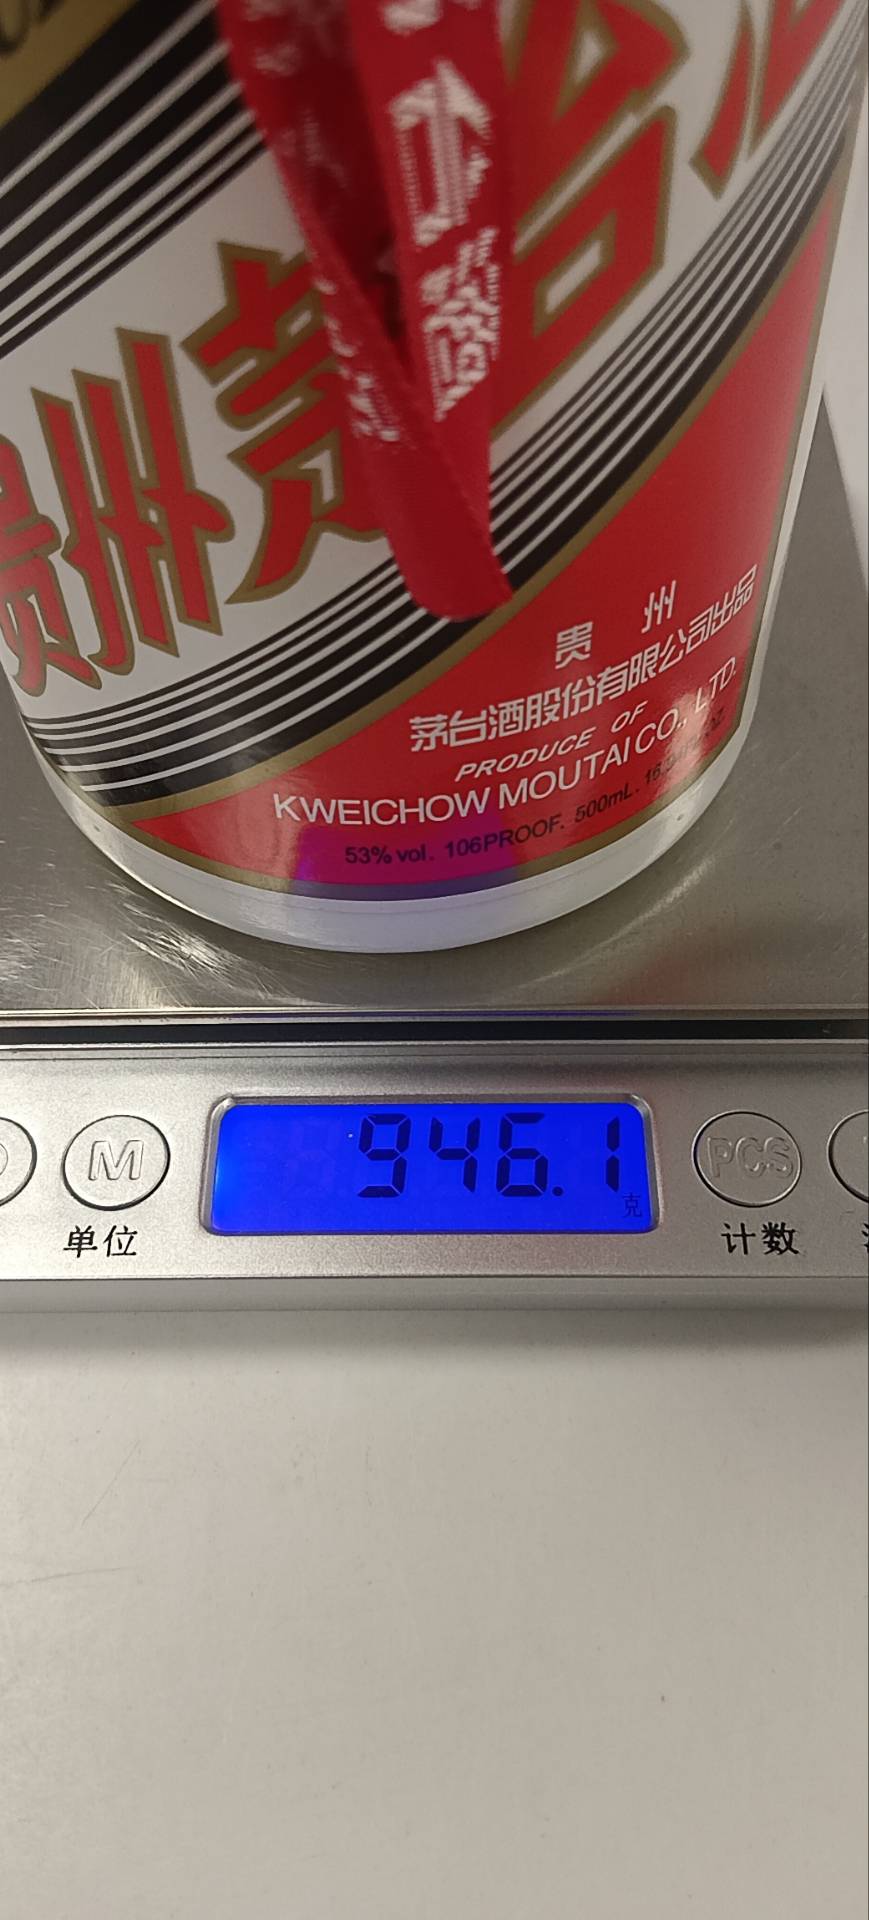 贵州茅台
贵 州
茅台酒股份有限公司出品
PRODUCE OF
KWEICHOW MOUTAI CO., LTD.
53% vol. 106PROOF. 500mL.
946.1
克
M
PCS
单位
计数